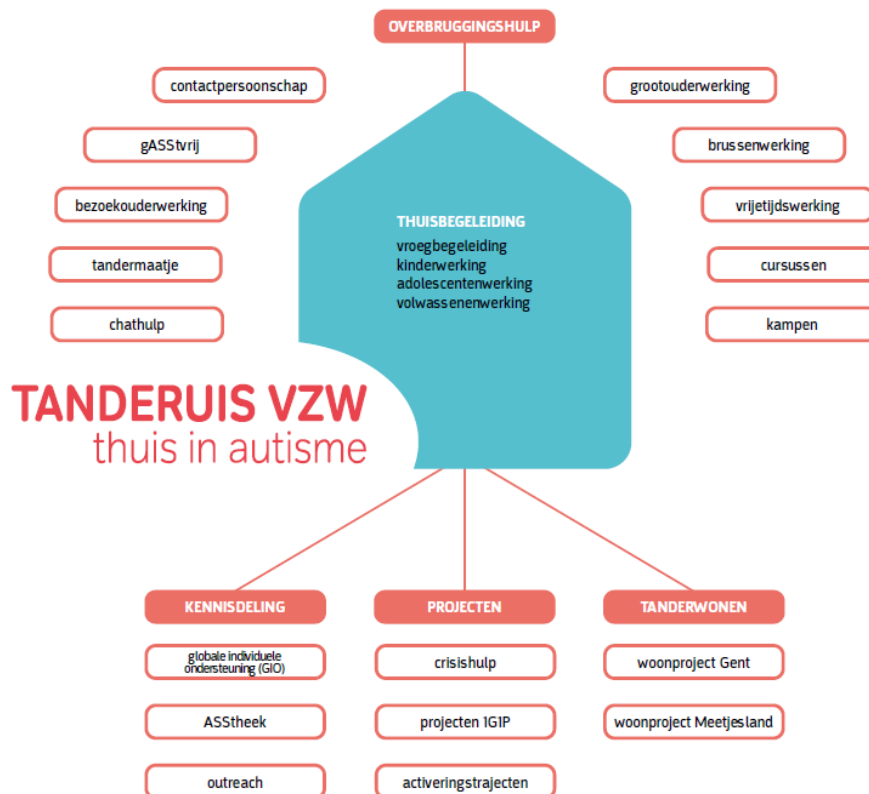 OVERBRUGGINGSHULP
contactpersoonschap
gASStvrij
bezoekouderwerking
tandermaatje
chathulp
grootouderwerking
brussenwerking
vrijetijdswerking
cursussen
kampen
THUISBEGELEIDING
vroegbegeleiding
kinderwerking
adolescentenwerking
volwassenenwerking
TANDERUIS VZW
thuis in autisme
KENNISDELING
globale individuele
ondersteuning (GIO)
ASStheek
outreach
PROJECTEN
crisishulp
projecten 1G1P
activeringstrajecten
TANDERWONEN
woonproject Gent
woonproject Meetjesland